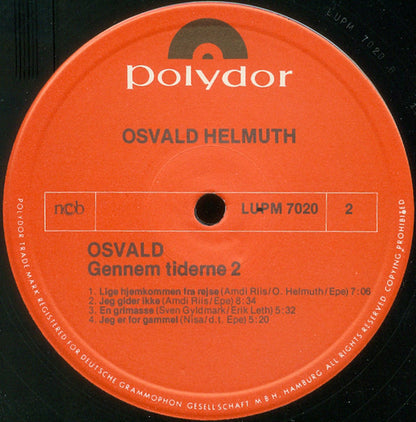 LUPM 7020
polydor
OSVALD HELMUTH
ncb
LUPM 7020
2
OSVALD
Gennem tiderne 2
1. Lige hjemkommen fra rejse (Amdi Riis/O. Helmuth/Epe) 7:06
2. Jeg gider ikke (Amdi Riis/Epe) 8:34
3. En grimasse (Sven Gyldmark/Erik Leth) 5:32
4. Jeg er for gammel (Nisa/d.t. Epe) 5:20
POLYDOR TRADE MARK REGISTERED FOR DEUTSCHE GRAMMOPHON GESELLSCHAFT M.B.H. HAMBURG ALL RIGHTS RESERVED COPYING PROHIBITED